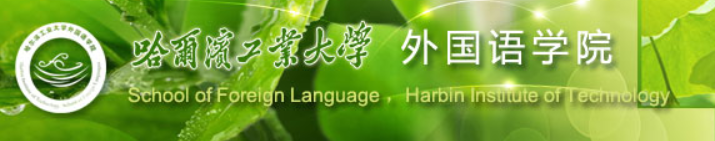 哈爾濱工業大學 外国语学院
School of Foreign Language ， Harbin Institute of Technology